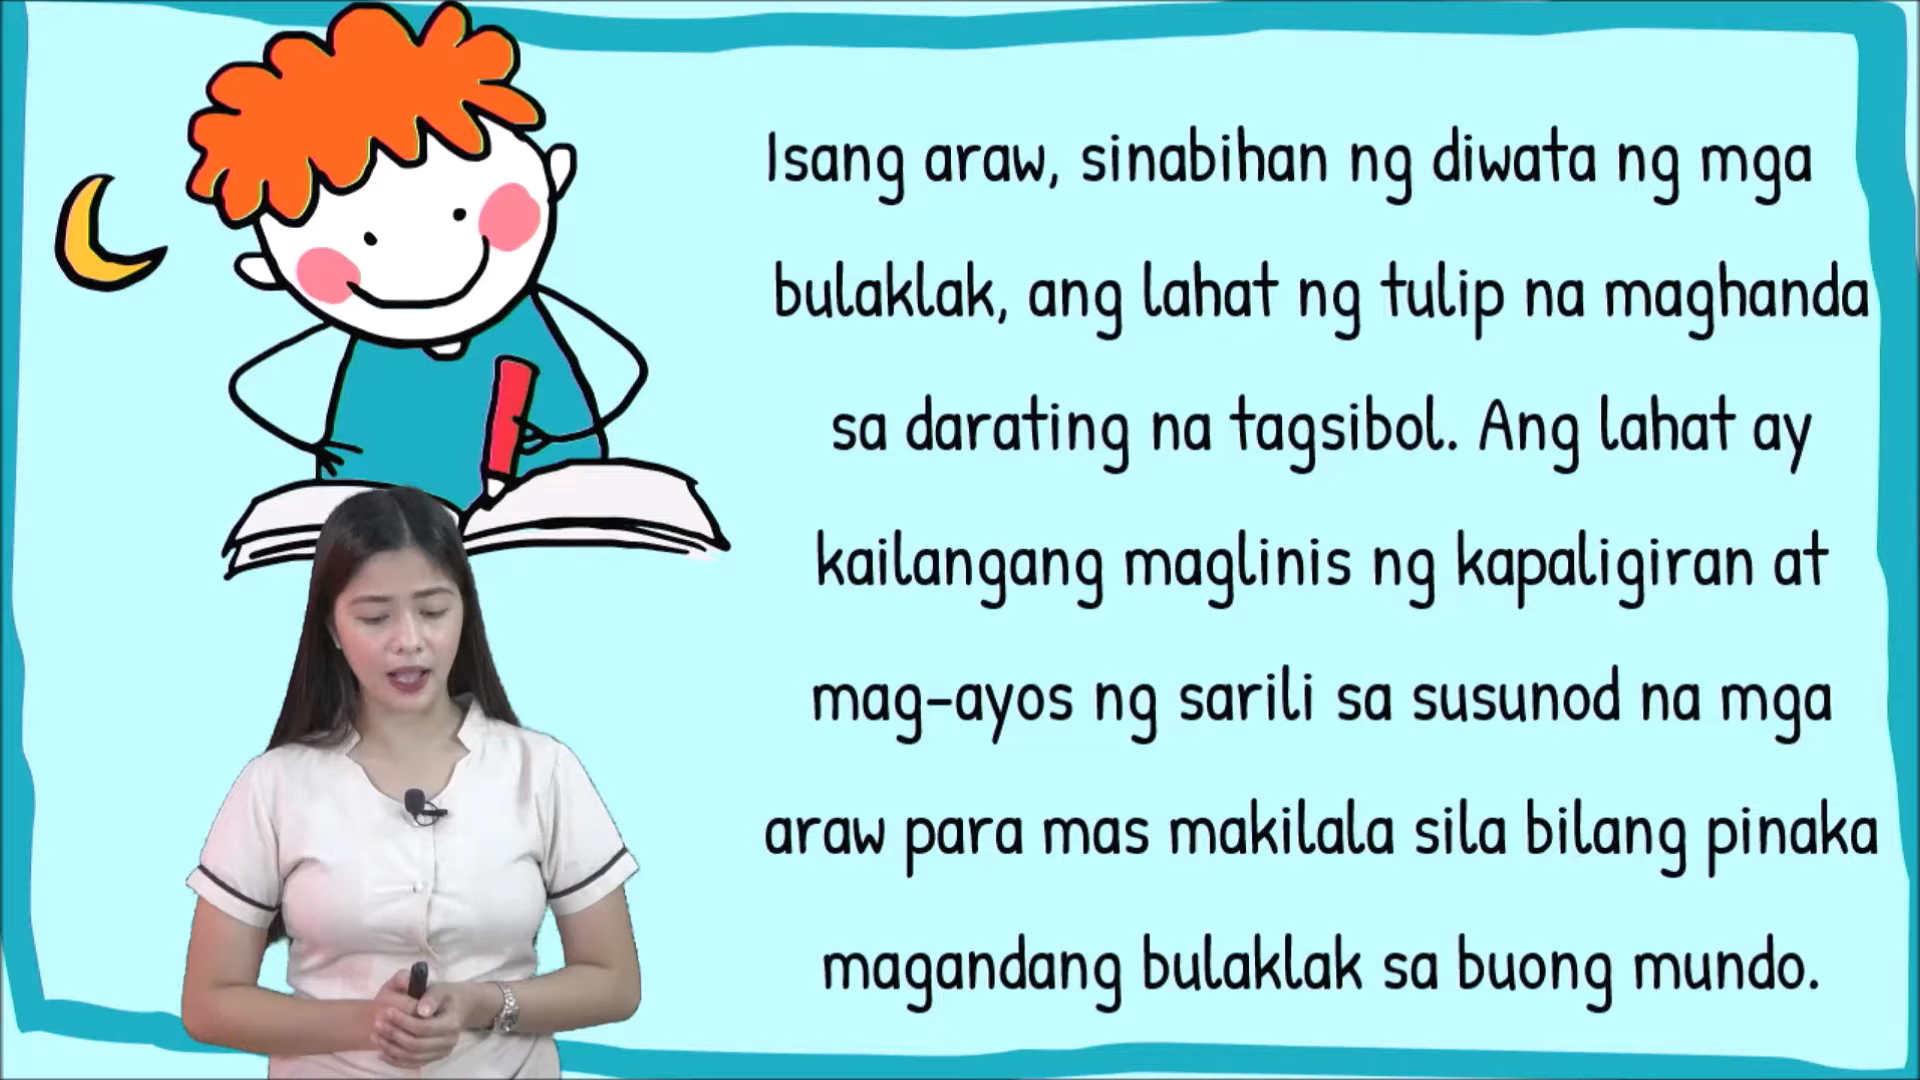 Isang araw, sinabihan ng diwata ng mga
bulaklak, ang lahat ng tulip na maghanda
sa darating na tagsibol. Ang lahat ay
kailangang maglinis ng kapaligiran at
mag-ayos ng sarili sa susunod na mga
araw para mas makilala sila bilang pinaka
magandang bulaklak sa buong mundo.